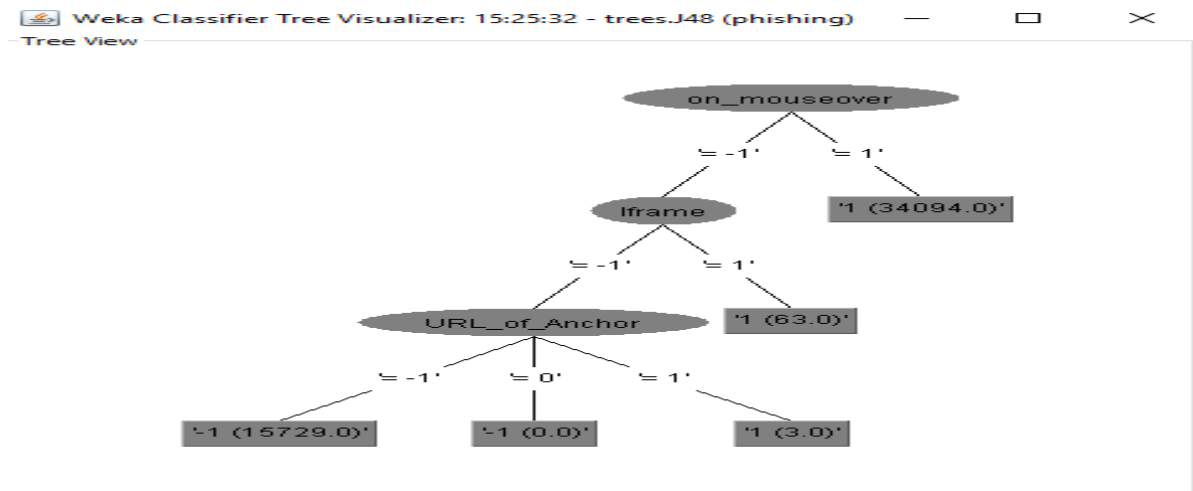 Weka Classifier Tree Visualizer: 15:25:32 - trees.J48 (phishing)
Tree View
on_mouseover
'= -1' '= 1'
Iframe '1 (34094.0)'
'= -1' '= 1'
URL_of_Anchor '1 (63.0)'
'= -1' '= 0' '= 1'
'-1 (15729.0)' '-1 (0.0)' '1 (3.0)'